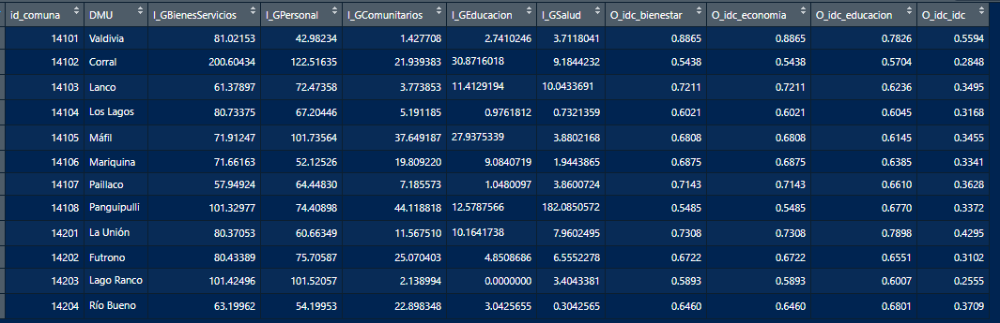 id_comuna DMU I_GBienesServicios I_GPersonal I_GComunitarios I_GEducacion I_GSalud O_idc_bienestar O_idc_economia O_idc_educacion O_idc_idc
14101 Valdivia 81.02153 42.98234 1.427708 2.7410246 3.7118041 0.8865 0.8865 0.7826 0.5594
14102 Corral 200.60434 122.51635 21.939383 30.8716018 9.1844232 0.5438 0.5438 0.5704 0.2848
14103 Lanco 61.37897 72.47358 3.773853 11.4129194 10.0433691 0.7211 0.7211 0.6236 0.3495
14104 Los Lagos 80.73375 67.20446 5.191185 0.9761812 0.7321359 0.6021 0.6021 0.6045 0.3168
14105 Máfil 71.91247 101.73564 37.649187 27.9375339 3.8802168 0.6808 0.6808 0.6145 0.3455
14106 Mariquina 71.66163 52.12526 19.809220 9.0840719 1.9443865 0.6875 0.6875 0.6385 0.3341
14107 Paillaco 57.94924 64.44830 7.185573 1.0480097 3.8600724 0.7143 0.7143 0.6610 0.3628
14108 Panguipulli 101.32977 74.40898 44.118818 12.5787566 182.0850572 0.5485 0.5485 0.6770 0.3372
14201 La Unión 80.37053 60.66349 11.567510 10.1641738 7.9602495 0.7308 0.7308 0.7898 0.4295
14202 Futrono 80.43389 75.70587 25.070403 4.8508686 6.5552278 0.6722 0.6722 0.6551 0.3102
14203 Lago Ranco 101.42496 101.52057 2.138994 0.0000000 3.404381 0.5893 0.5893 0.6007 0.2555
14204 Río Bueno 63.19962 54.19953 22.898348 3.0425655 0.3042565 0.6460 0.6460 0.6801 0.3709